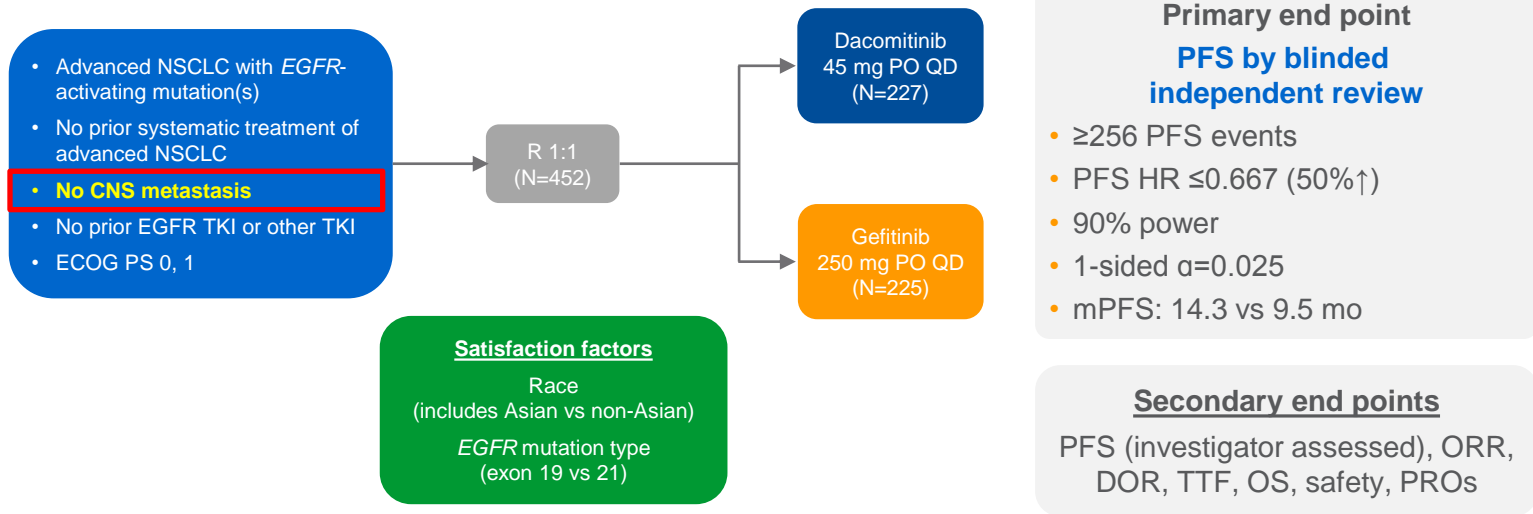 • Advanced NSCLC with EGFR-
activating mutation(s)
• No prior systematic treatment of
advanced NSCLC
• No CNS metastasis
• No prior EGFR TKI or other TKI
• ECOG PS 0, 1
R 1:1
(N=452)
Dacomitinib
45 mg PO QD
(N=227)
Gefitinib
250 mg PO QD
(N=225)
Satisfaction factors
Race
(includes Asian vs non-Asian)
EGFR mutation type
(exon 19 vs 21)
Primary end point
PFS by blinded
independent review
• ≥256 PFS events
• PFS HR ≤0.667 (50%↑)
• 90% power
• 1-sided α=0.025
• mPFS: 14.3 vs 9.5 mo
Secondary end points
PFS (investigator assessed), ORR,
DOR, TTF, OS, safety, PROs